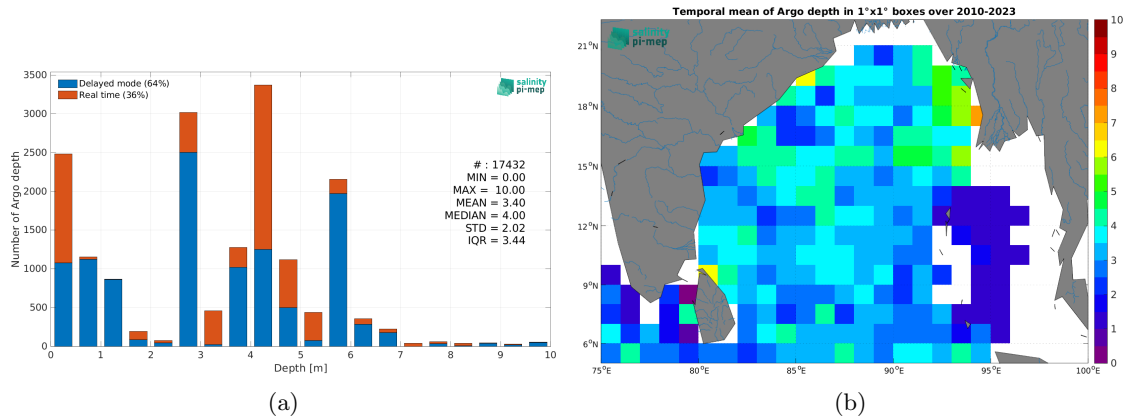 Temporal mean of Argo depth in 1°x1° boxes over 2010-2023
salinity
pi-mep
Delayed mode (64%)
Real time (36%)
# : 17432
MIN = 0.00
MAX = 10.00
MEAN = 3.40
MEDIAN = 4.00
STD = 2.02
IQR = 3.44
Number of Argo depth
3500
3000
2500
2000
1500
1000
500
0
0 1 2 3 4 5 6 7 8 9 10
Depth [m]
(a)
salinity
pi-mep
21°N
18°N
15°N
12°N
9°N
6°N
75°E 80°E 85°E 90°E 95°E 100°E
10
9
8
7
6
5
4
3
2
1
0
(b)